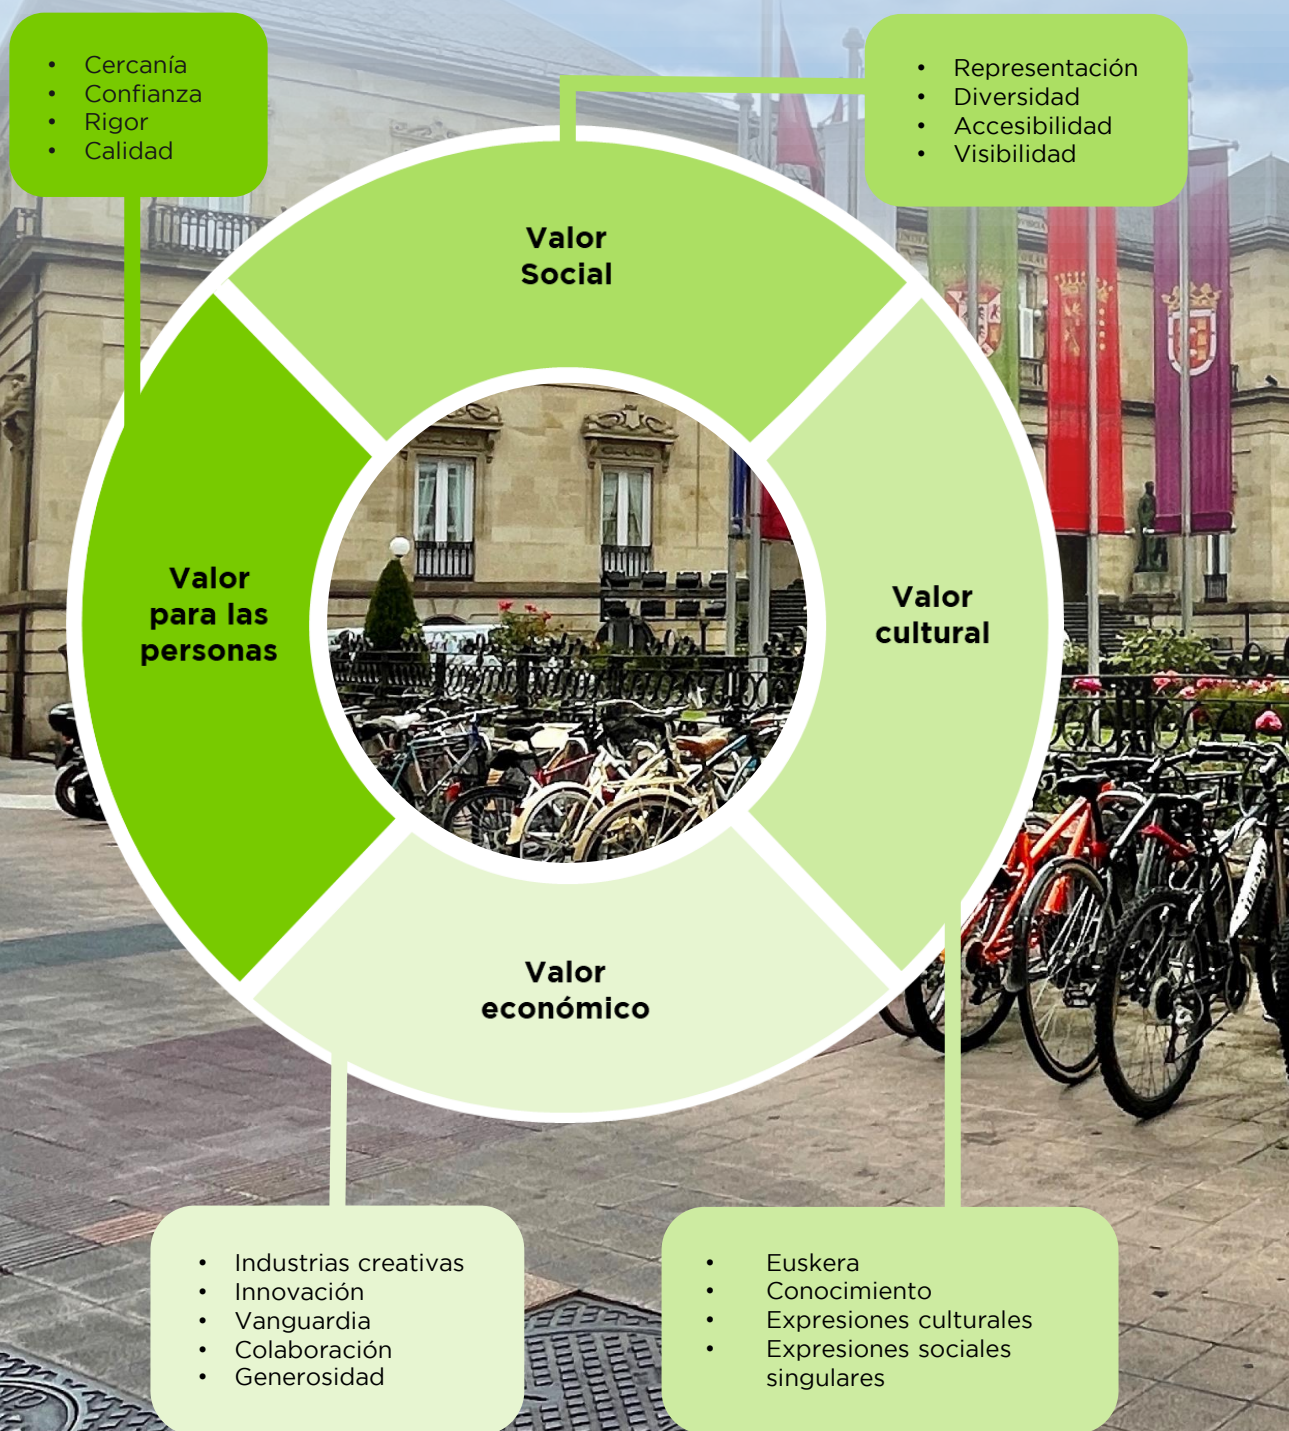 • Cercanía
• Confianza
• Rigor
• Calidad
• Representación
• Diversidad
• Accesibilidad
• Visibilidad
Valor
Social
Valor
para las
personas
Valor
cultural
Valor
económico
• Industrias creativas
• Innovación
• Vanguardia
• Colaboración
• Generosidad
• Euskera
• Conocimiento
• Expresiones culturales
• Expresiones sociales
singulares